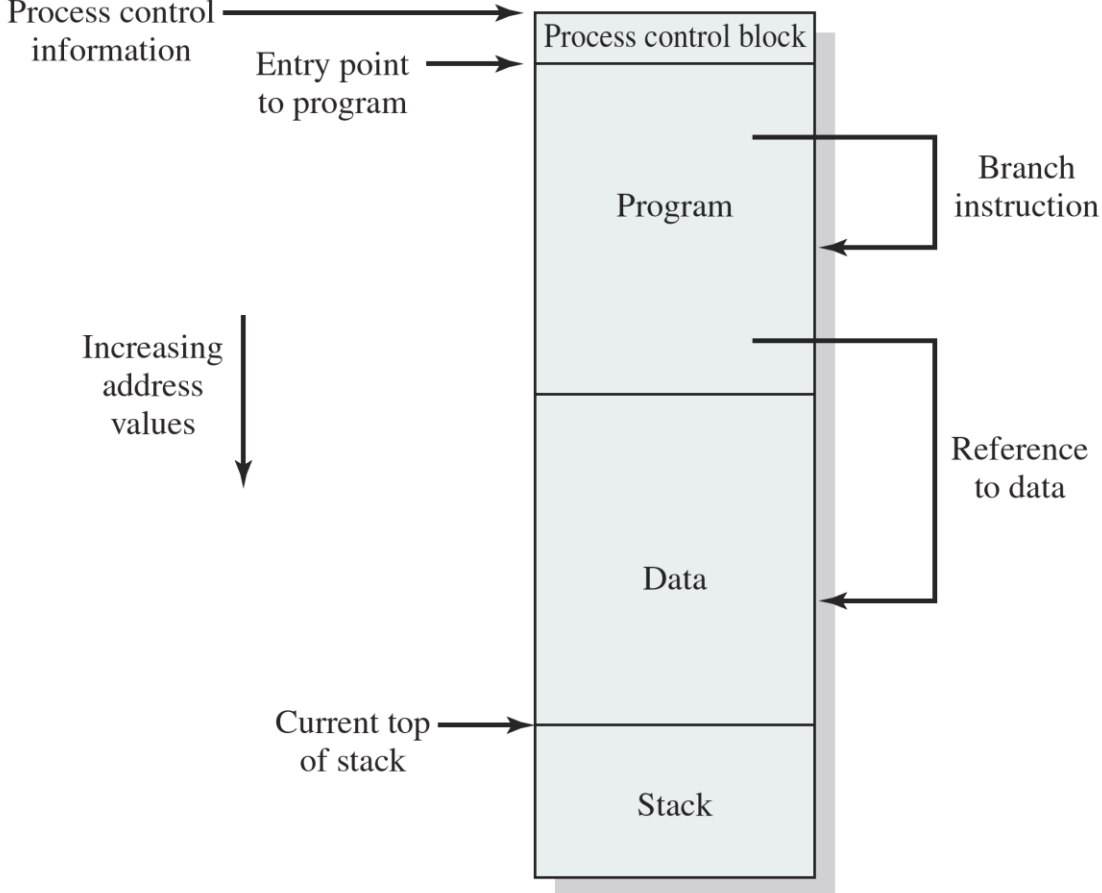 Process control
information
Process control block
Entry point
to program
Branch
instruction
Program
Increasing
address
values
Reference
to data
Data
Current top
of stack
Stack